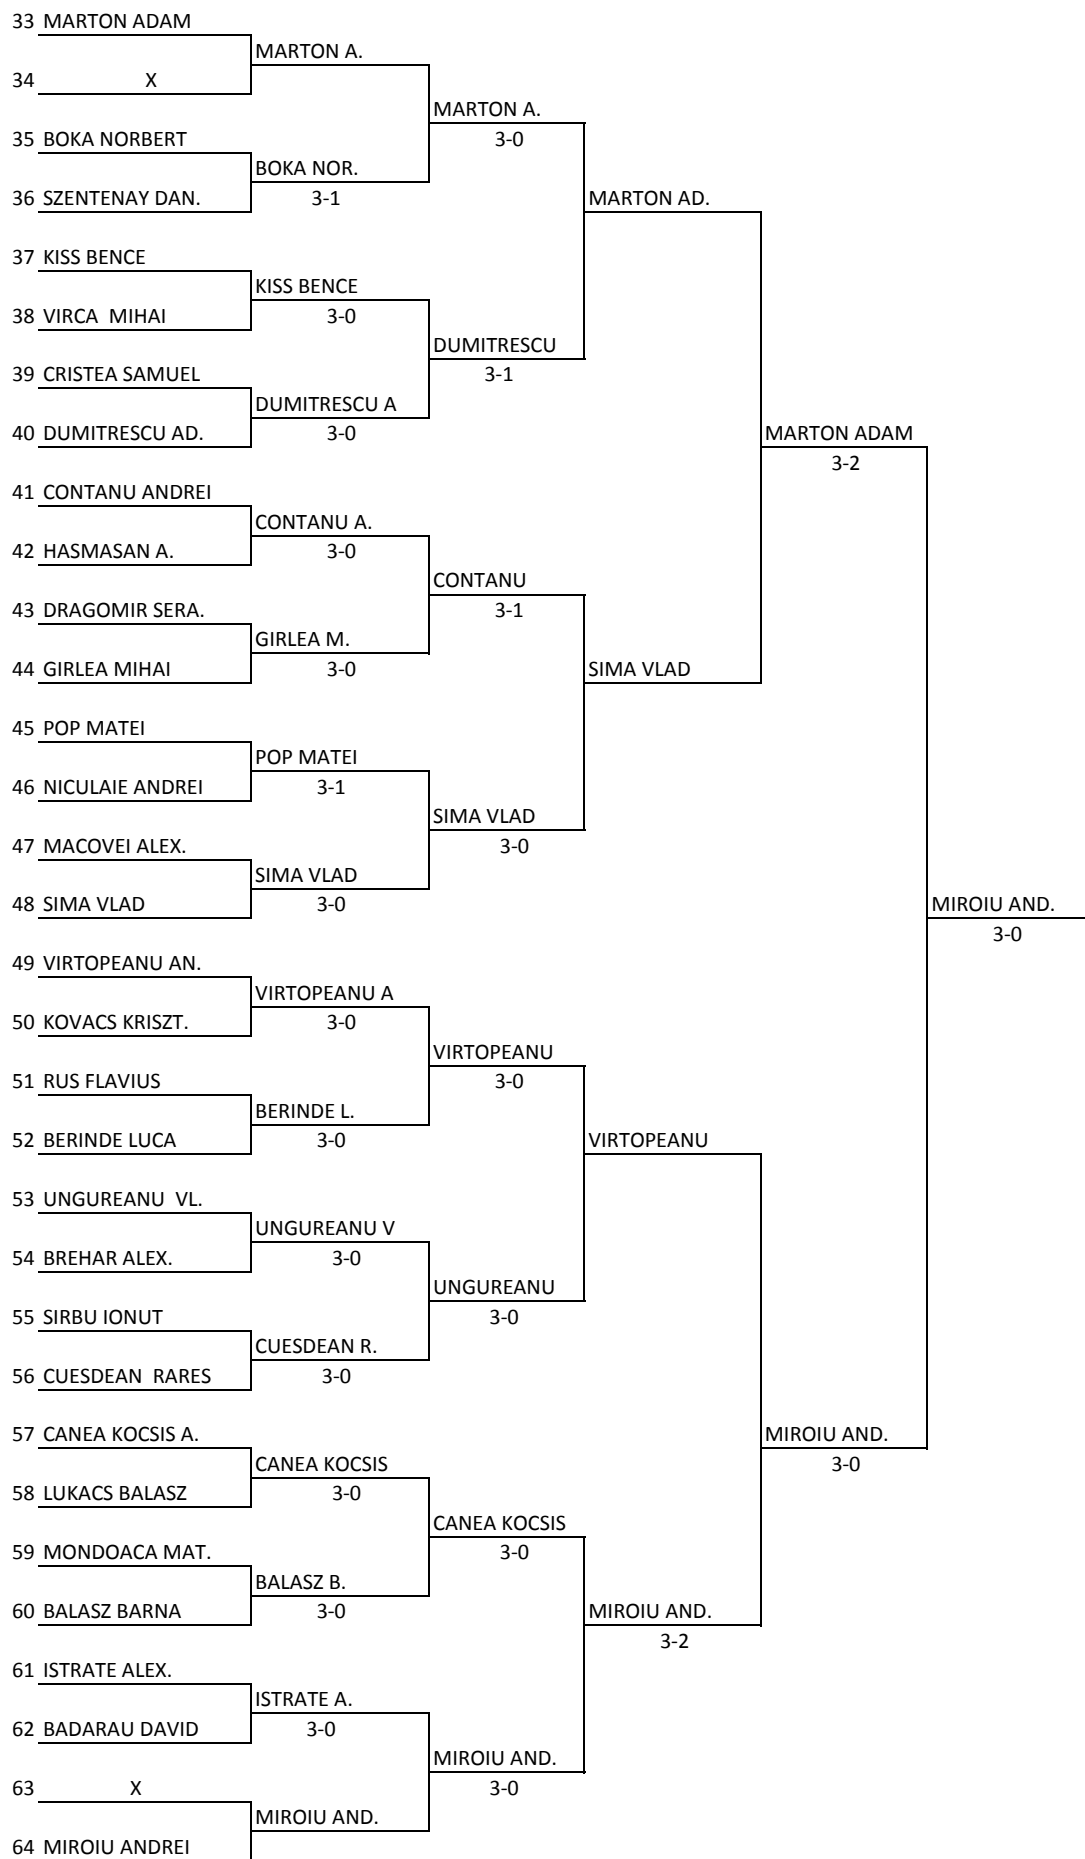 33 MARTON ADAM
MARTON A.
34 X
MARTON A.
3-0
35 BOKA NORBERT
BOKA NOR.
36 SZENTENAY DAN. 3-1 MARTON AD.
37 KISS BENCE
KISS BENCE
38 VIRCA MIHAI 3-0
DUMITRESCU
39 CRISTEA SAMUEL 3-1
DUMITRESCU A
40 DUMITRESCU AD. 3-0 MARTON ADAM
3-2
41 CONTANU ANDREI
CONTANU A.
42 HASMASAN A. 3-0
CONTANU
43 DRAGOMIR SERA. 3-1
GIRLEA M.
44 GIRLEA MIHAI 3-0 SIMA VLAD
45 POP MATEI
POP MATEI
46 NICULAIE ANDREI 3-1
SIMA VLAD
47 MACOVEI ALEX. 3-0
SIMA VLAD
48 SIMA VLAD 3-0 MIROIU AND.
3-0
49 VIRTOPEANU AN.
VIRTOPEANU A
50 KOVACS KRISZT. 3-0
VIRTOPEANU
51 RUS FLAVIUS 3-0
BERINDE L.
52 BERINDE LUCA 3-0 VIRTOPEANU
53 UNGUREANU VL.
UNGUREANU V
54 BREHAR ALEX. 3-0
UNGUREANU
55 SIRBU IONUT 3-0
CUESDEAN R.
56 CUESDEAN RARES 3-0
57 CANEA KOCSIS A. MIROIU AND.
CANEA KOCSIS 3-0
58 LUKACS BALASZ 3-0
CANEA KOCSIS
59 MONDOACA MAT. 3-0
BALASZ B.
60 BALASZ BARNA 3-0 MIROIU AND.
3-2
61 ISTRATE ALEX.
ISTRATE A.
62 BADARAU DAVID 3-0
MIROIU AND.
63 X 3-0
MIROIU AND.
64 MIROIU ANDREI